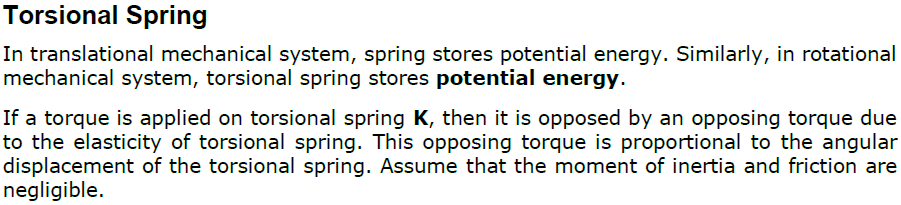 Torsional Spring
In translational mechanical system, spring stores potential energy. Similarly, in rotational
mechanical system, torsional spring stores potential energy.
If a torque is applied on torsional spring K, then it is opposed by an opposing torque due
to the elasticity of torsional spring. This opposing torque is proportional to the angular
displacement of the torsional spring. Assume that the moment of inertia and friction are
negligible.